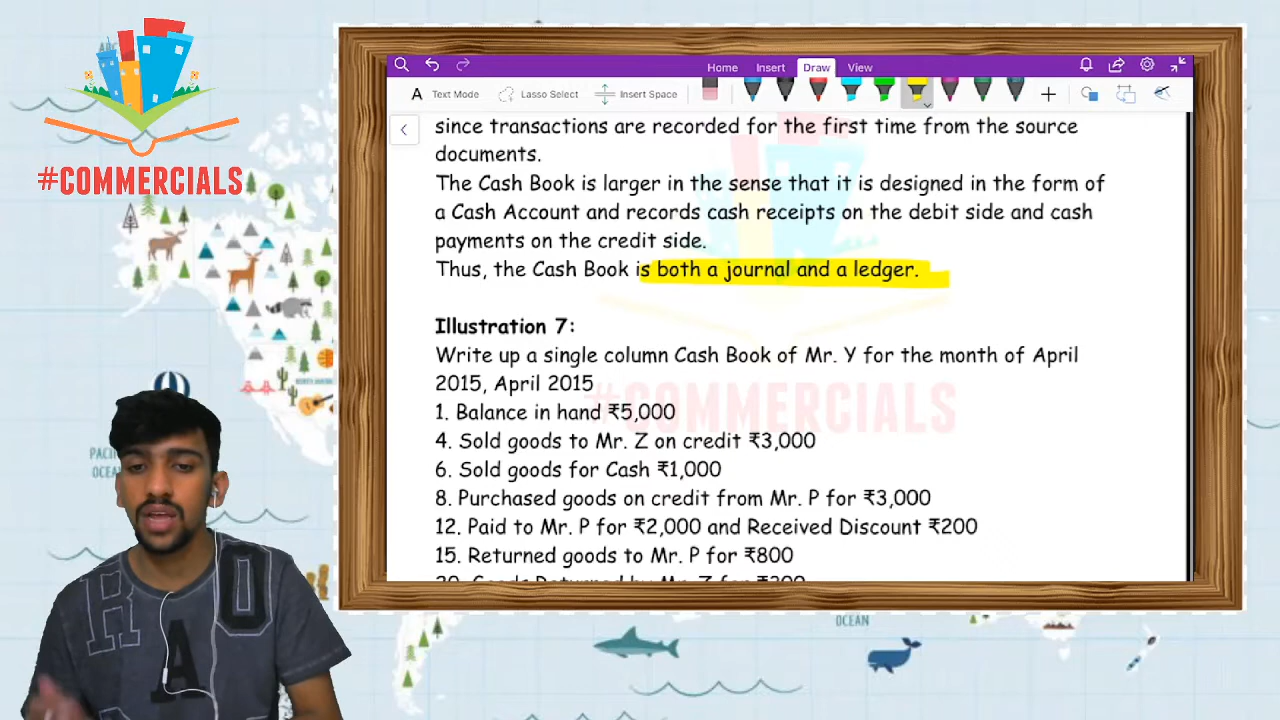 #COMMERCIALS
Home Insert Draw View
Text Mode Lasso Select Insert Space
since transactions are recorded for the first time from the source
documents.
The Cash Book is larger in the sense that it is designed in the form of
a Cash Account and records cash receipts on the debit side and cash
payments on the credit side.
Thus, the Cash Book is both a journal and a ledger.
Illustration 7:
Write up a single column Cash Book of Mr. Y for the month of April
2015, April 2015
1. Balance in hand ₹5,000
4. Sold goods to Mr. Z on credit ₹3,000
6. Sold goods for Cash ₹1,000
8. Purchased goods on credit from Mr. P for ₹3,000
12. Paid to Mr. P for ₹2,000 and Received Discount ₹200
15. Returned goods to Mr. P for ₹800
#COMMERCIALS
OCEAN